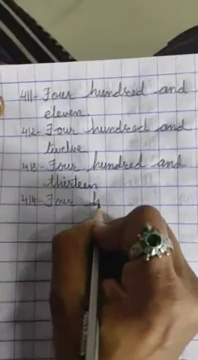 411- Four hundred and
eleven
412- Four hundred and
twelve
413- Four hundred and
thirteen
414- Four h